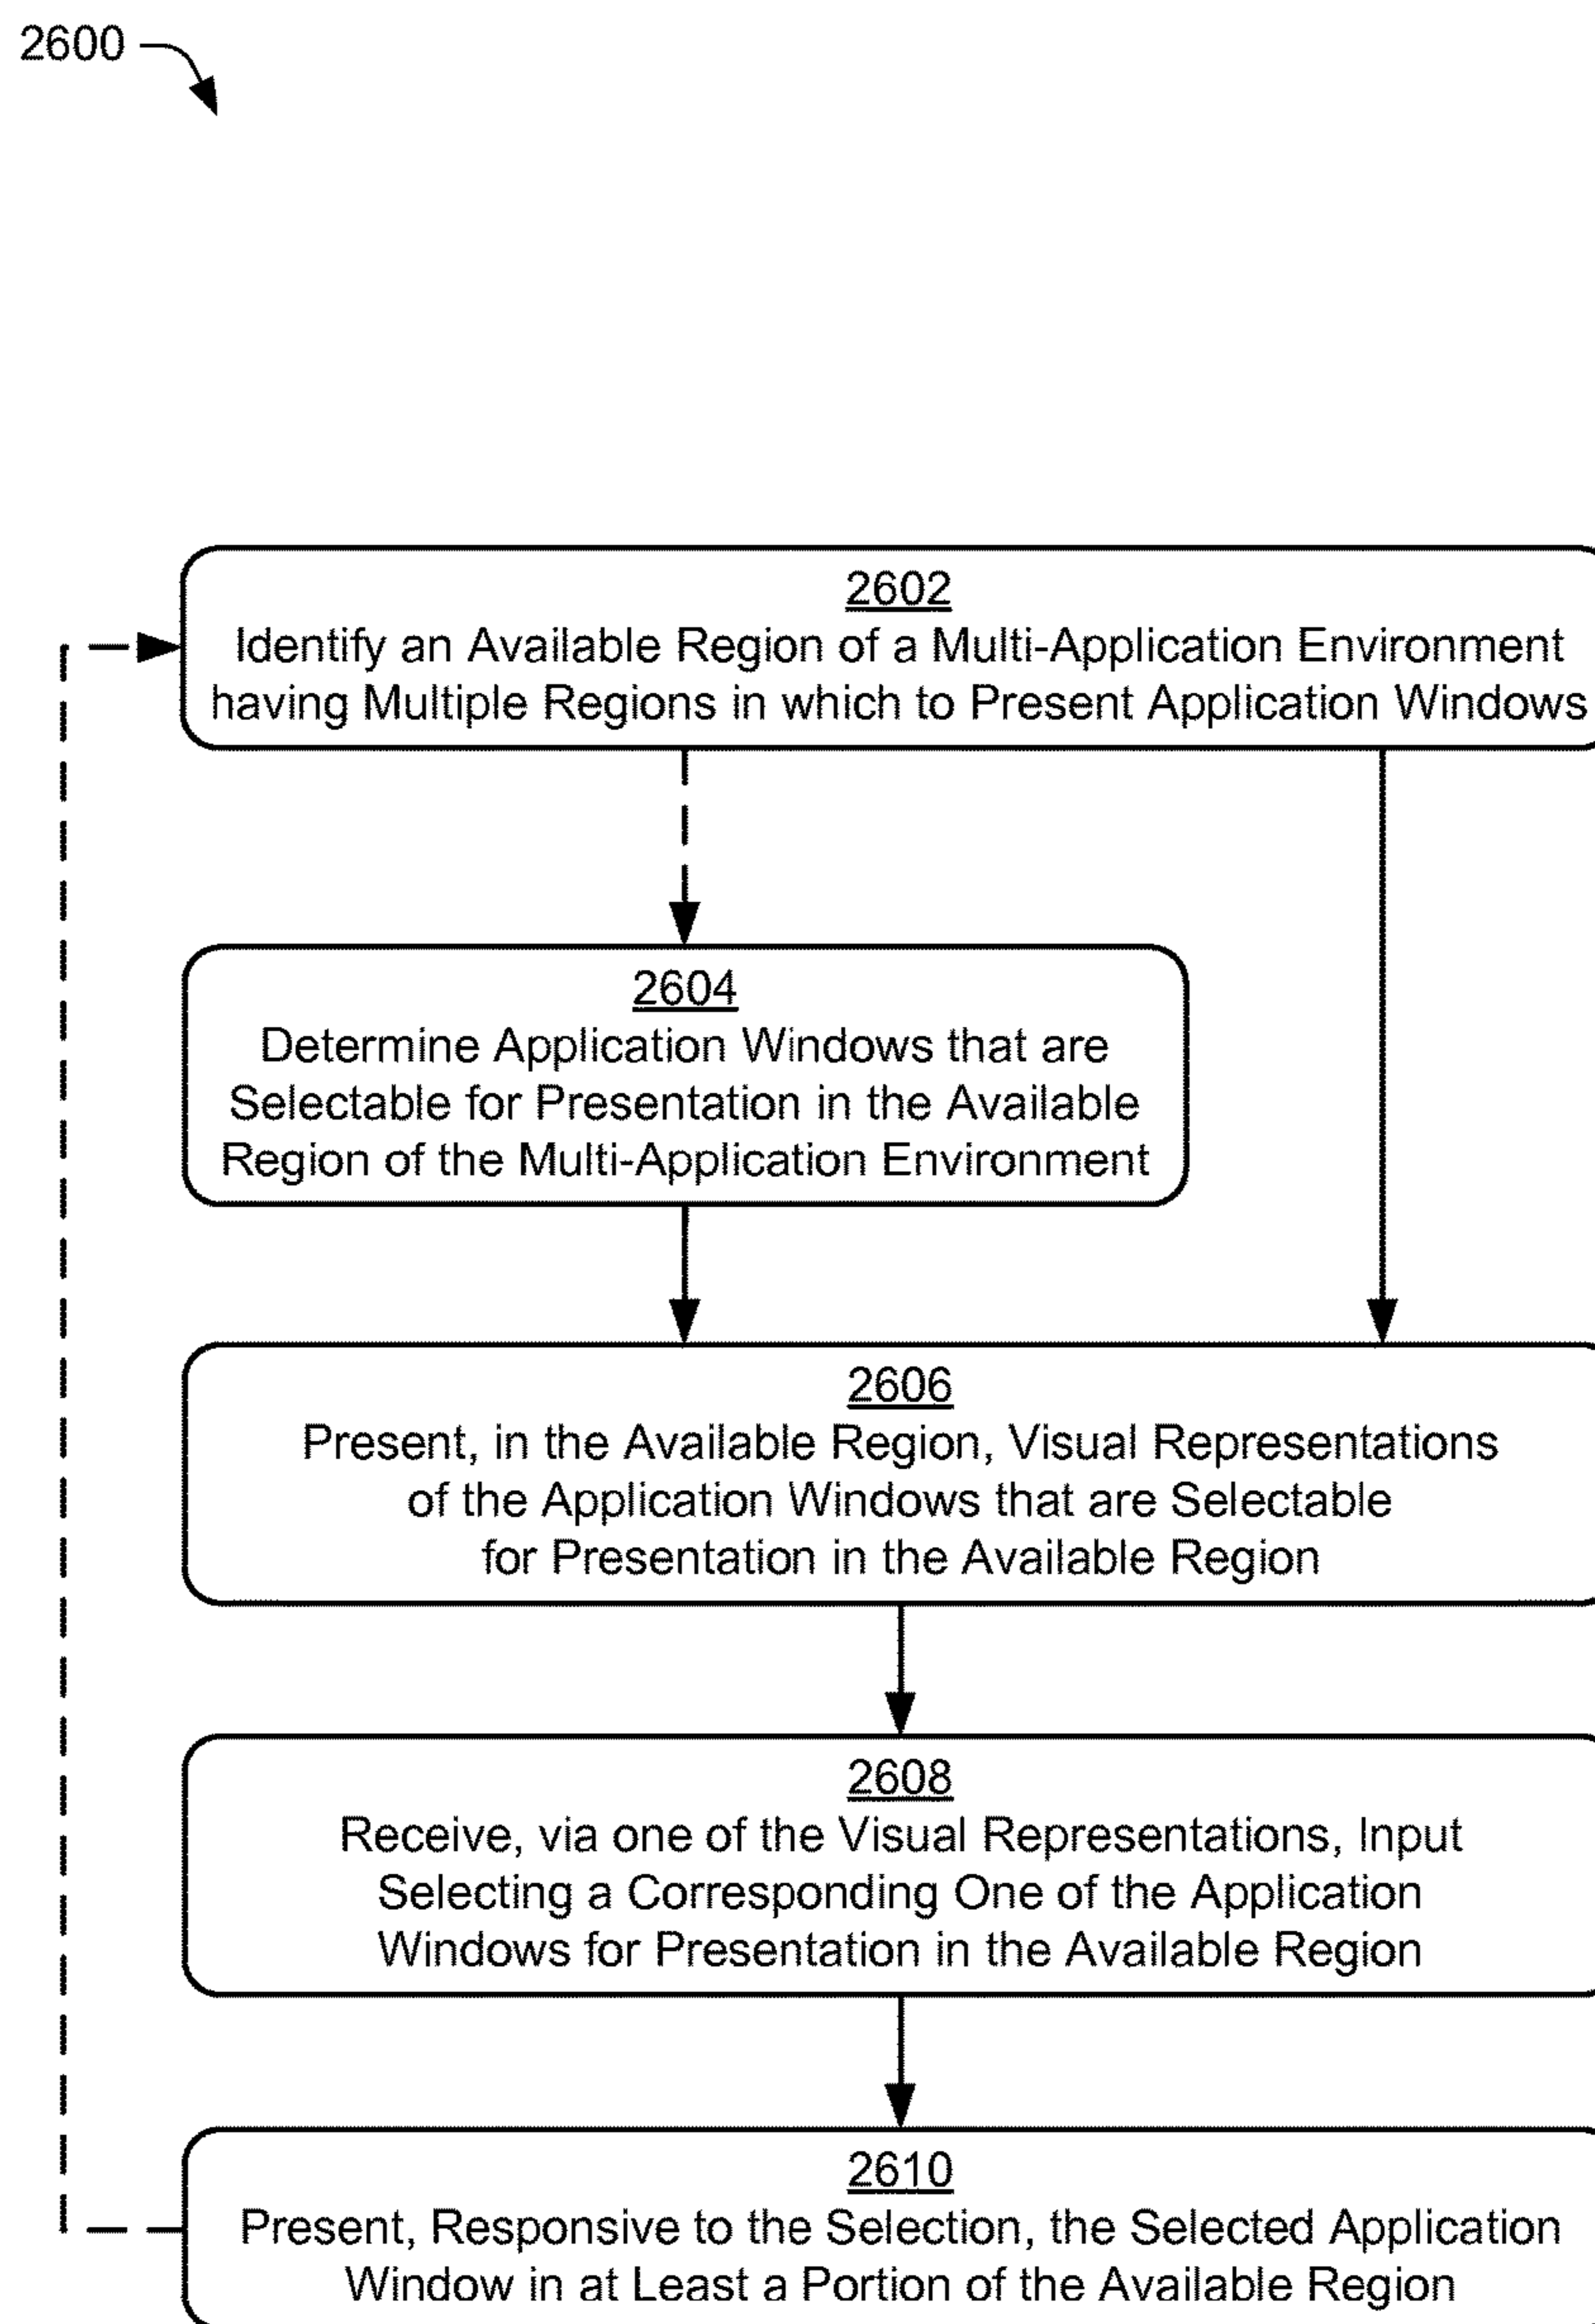 2600
2602
Identify an Available Region of a Multi-Application Environment
having Multiple Regions in which to Present Application Windows
2604
Determine Application Windows that are
Selectable for Presentation in the Available
Region of the Multi-Application Environment
2606
Present, in the Available Region, Visual Representations
of the Application Windows that are Selectable
for Presentation in the Available Region
2608
Receive, via one of the Visual Representations, Input
Selecting a Corresponding One of the Application
Windows for Presentation in the Available Region
2610
Present, Responsive to the Selection, the Selected Application
Window in at Least a Portion of the Available Region